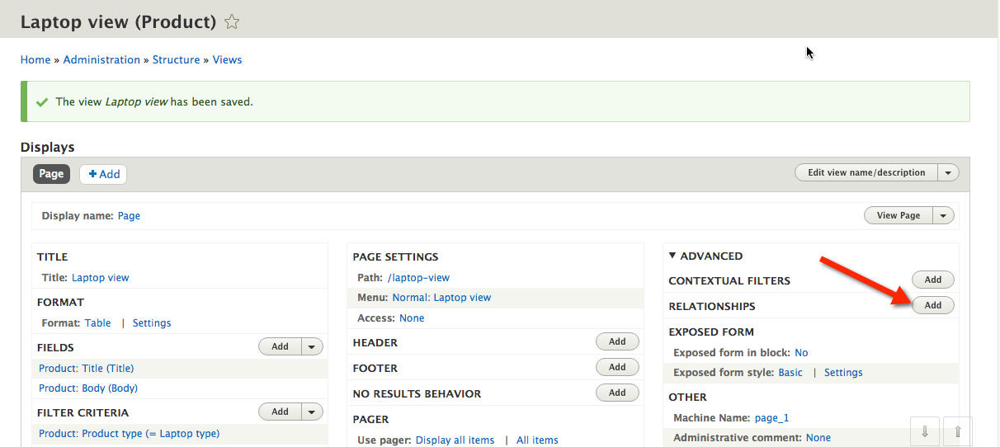 Laptop view (Product)
Home » Administration » Structure » Views
The view Laptop view has been saved.
Displays
Page
+ Add
Edit view name/description
Display name: Page
View Page
TITLE
Title: Laptop view
FORMAT
Format: Table | Settings
FIELDS
Add
Product: Title (Title)
Product: Body (Body)
FILTER CRITERIA
Add
Product: Product type (= Laptop type)
PAGE SETTINGS
Path: /laptop-view
Menu: Normal: Laptop view
Access: None
HEADER
Add
FOOTER
Add
NO RESULTS BEHAVIOR
Add
PAGER
Use pager: Display all items | All items
ADVANCED
CONTEXTUAL FILTERS
Add
RELATIONSHIPS
Add
EXPOSED FORM
Exposed form in block: No
Exposed form style: Basic | Settings
OTHER
Machine Name: page_1
Administrative comment: None